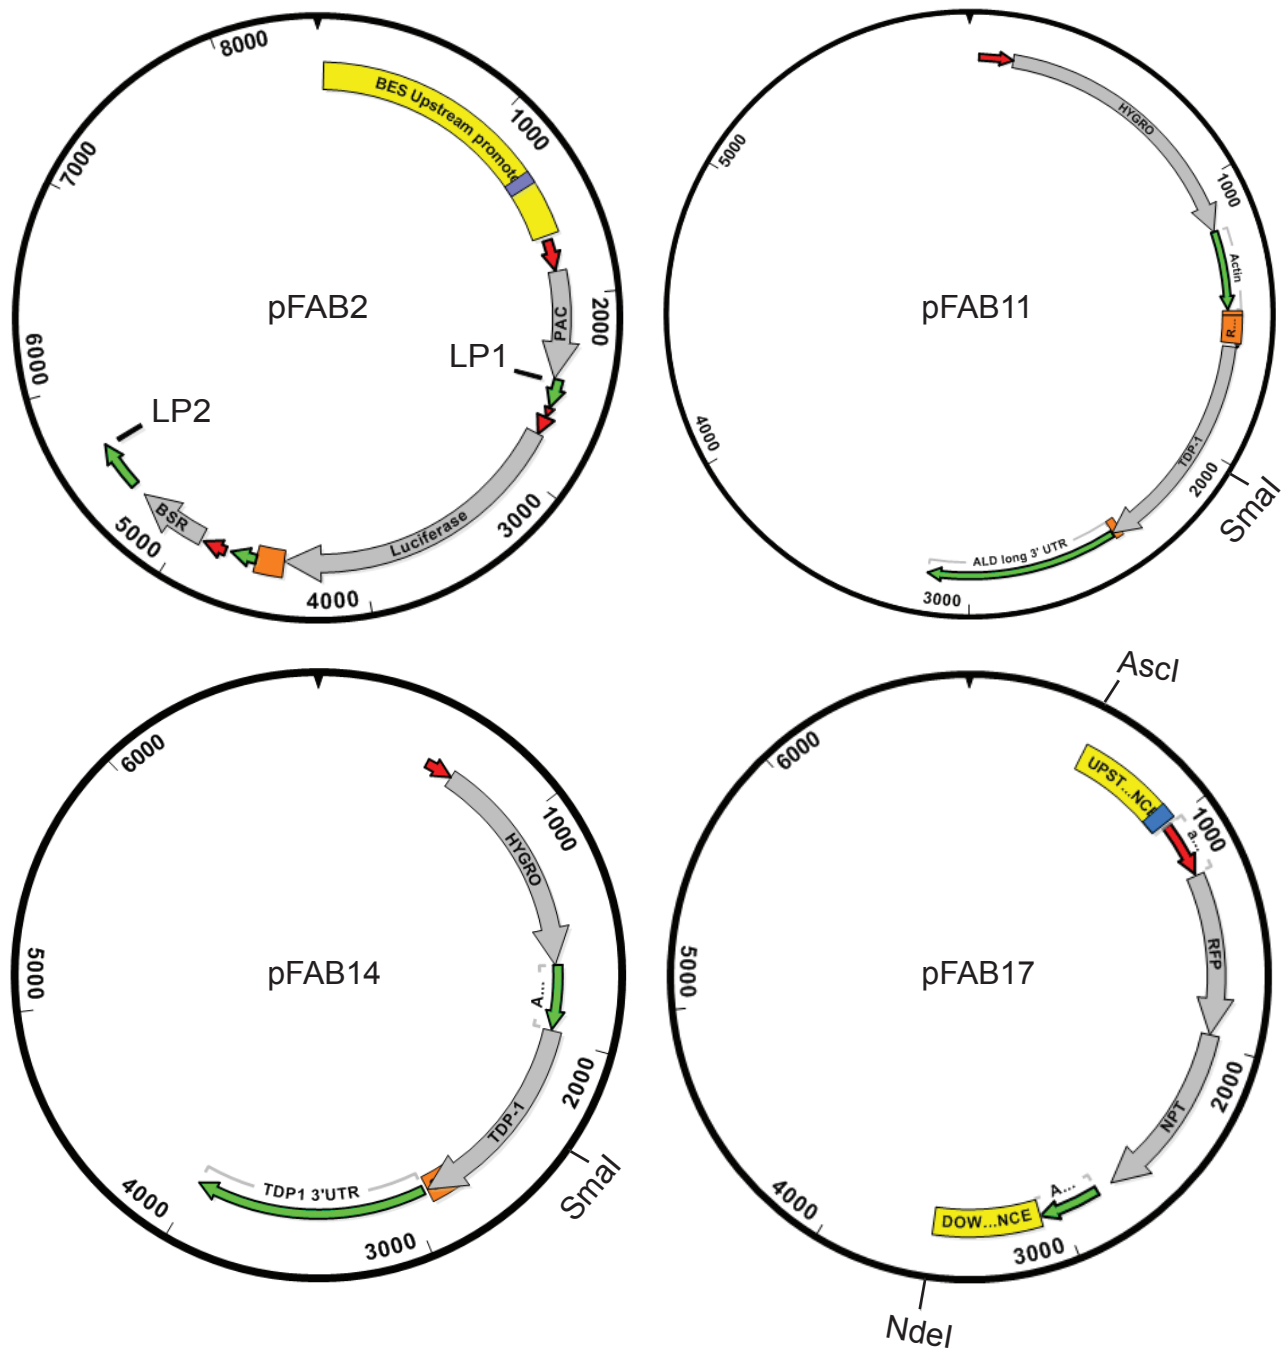 8000
BES Upstream promot
1000
7000
pFAB2
PAC
2000
LP1
6000
LP2
BSR
Luciferase
3000
5000
4000
HYGRO
5000
1000
Actin
pFAB11
R...
4000
TDP-1
2000
SmaI
ALD long 3' UTR
3000
6000
HYGRO
1000
5000
pFAB14
A...
2000
TDP-1
SmaI
TDP1 3'UTR
4000
3000
AscI
6000
UPST...NCE
1000
a...
RFP
5000
pFAB17
2000
NPT
4000
A...
DOW...NCE
3000
NdeI